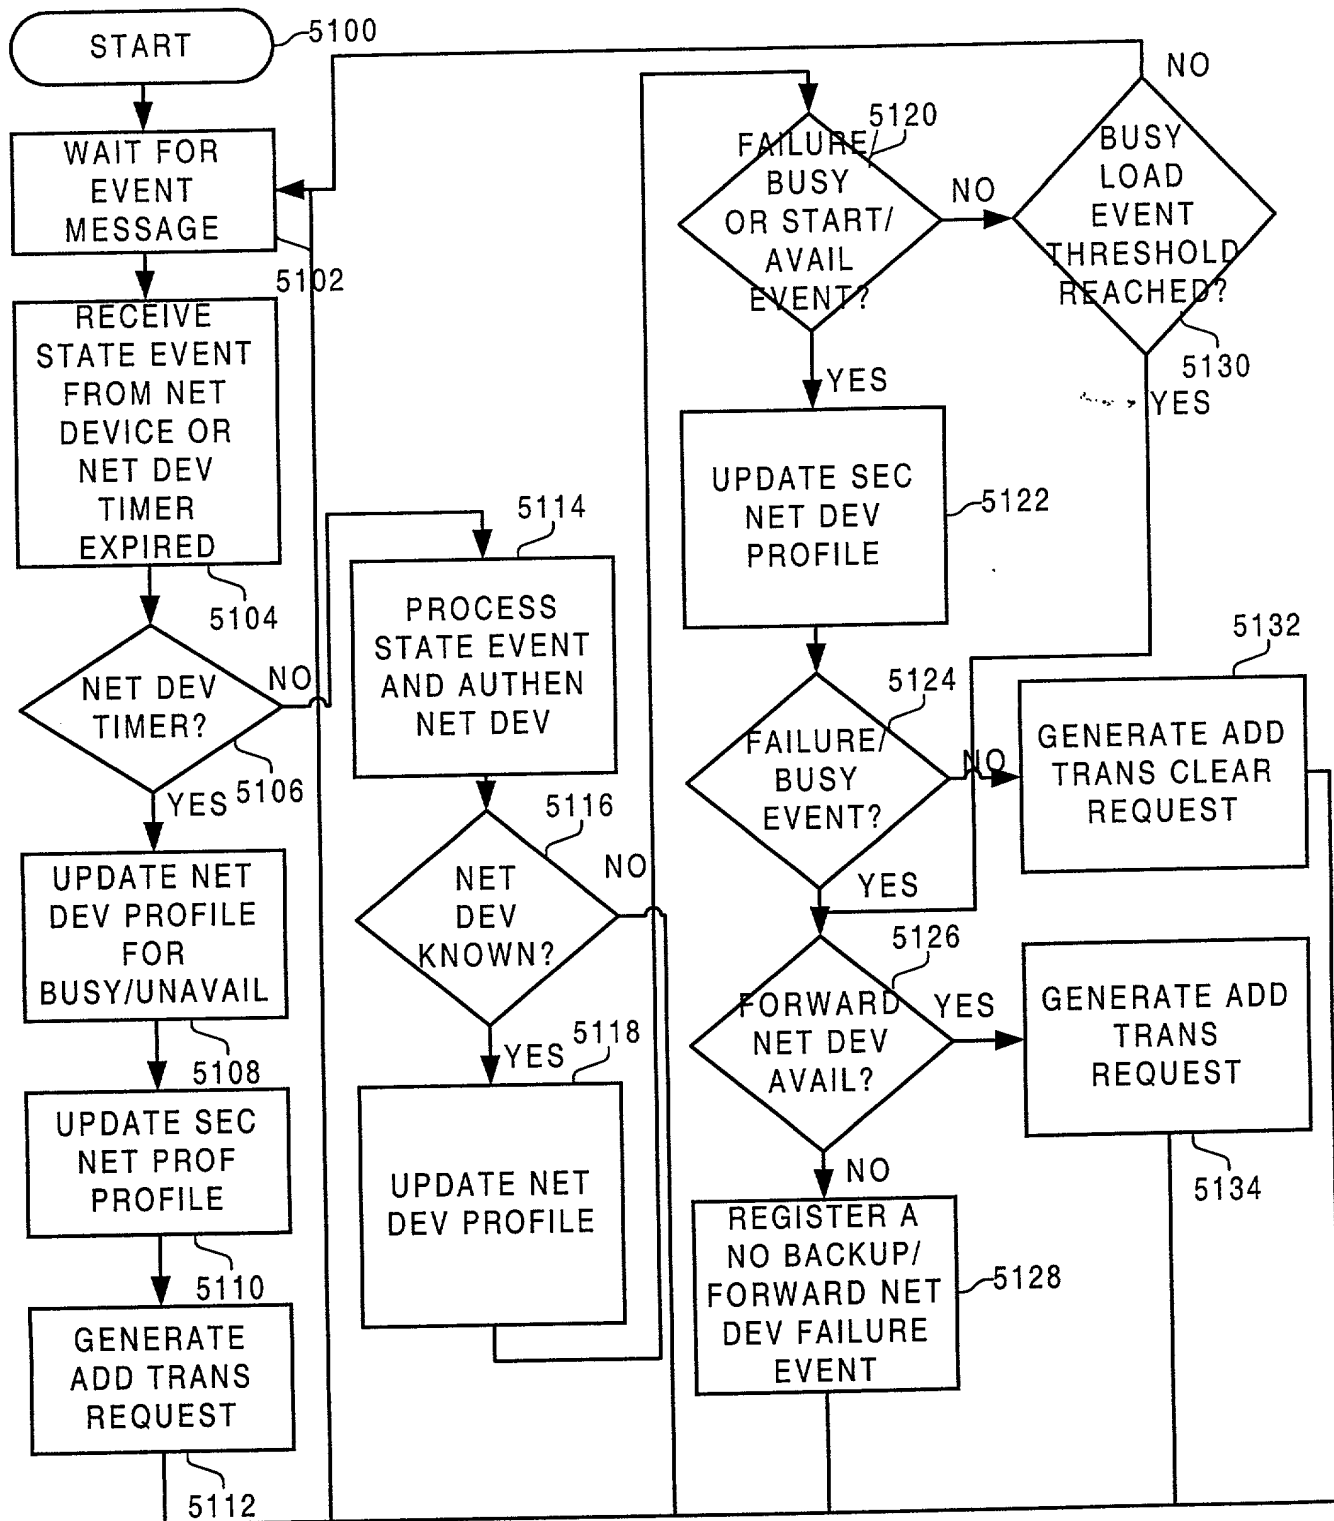 START
5100
WAIT FOR
EVENT
MESSAGE
5102
RECEIVE
STATE EVENT
FROM NET
DEVICE OR
NET DEV
TIMER
EXPIRED
5104
NET DEV
TIMER?
NO
5106
YES
UPDATE NET
DEV PROFILE
FOR
BUSY/UNAVAIL
5108
UPDATE SEC
NET PROF
PROFILE
5110
GENERATE
ADD TRANS
REQUEST
5112
5114
PROCESS
STATE EVENT
AND AUTHEN
NET DEV
5116
NET
DEV
KNOWN?
NO
YES
5118
UPDATE NET
DEV PROFILE
5120
FAILURE/
BUSY
OR START/
AVAIL
EVENT?
NO
YES
UPDATE SEC
NET DEV
PROFILE
5122
5124
FAILURE/
BUSY
EVENT?
NO
YES
5126
FORWARD
NET DEV
AVAIL?
YES
NO
REGISTER A
NO BACKUP/
FORWARD NET
DEV FAILURE
EVENT
5128
NO
BUSY
LOAD
EVENT
THRESHOLD
REACHED?
5130
YES
5132
GENERATE ADD
TRANS CLEAR
REQUEST
GENERATE ADD
TRANS
REQUEST
5134